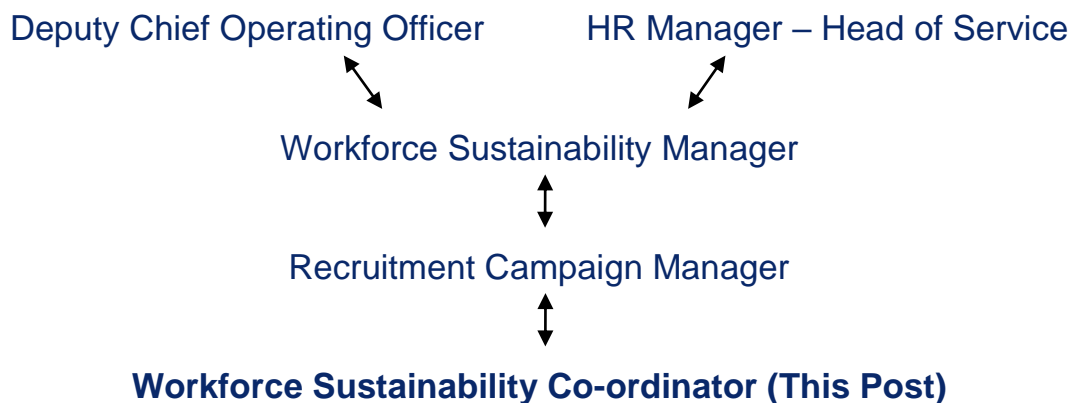 Deputy Chief Operating Officer HR Manager – Head of Service
Workforce Sustainability Manager
Recruitment Campaign Manager
Workforce Sustainability Co-ordinator (This Post)